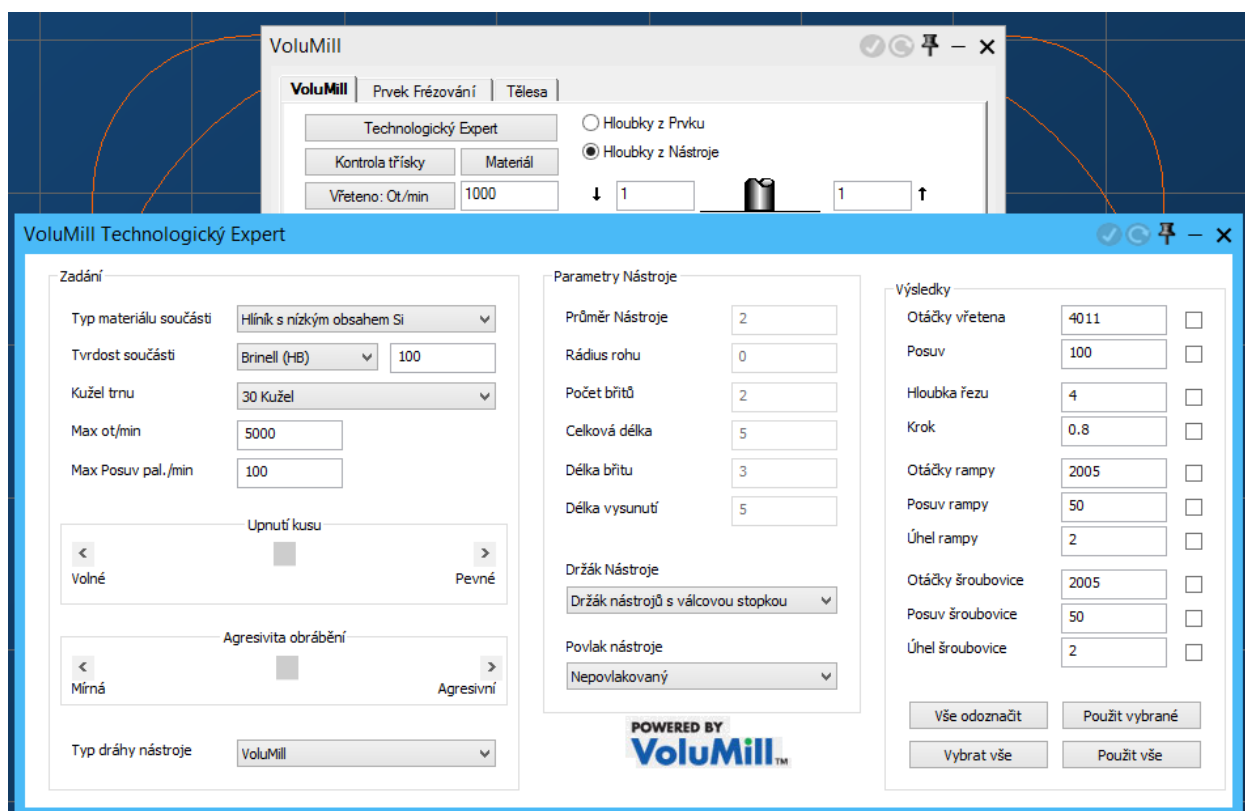 VoluMill
VoluMill Prvek Frézování Tělesa
Technologický Expert
Hloubky z Prvku
Kontrola třísky Materiál
Hloubky z Nástroje
Vřeteno: Ot/min 1000
1 1
VoluMill Technologický Expert
Zadání
Typ materiálu součásti Hliník s nízkým obsahem Si
Tvrdost součásti Brinell (HB) 100
Kužel trnu 30 Kužel
Max ot/min 5000
Max Posuv pal./min 100
Upnutí kusu
Volné Pevné
Agresivita obrábění
Mírná Agresivní
Typ dráhy nástroje VoluMill
Parametry Nástroje
Průměr Nástroje 2
Rádius rohu 0
Počet břitů 2
Celková délka 5
Délka břitu 3
Délka vysunutí 5
Držák Nástroje
Držák nástrojů s válcovou stopkou
Povlak nástroje
Nepovlakovaný
POWERED BY
VoluMill™
Výsledky
Otáčky vřetena 4011
Posuv 100
Hloubka řezu 4
Krok 0.8
Otáčky rampy 2005
Posuv rampy 50
Úhel rampy 2
Otáčky šroubovice 2005
Posuv šroubovice 50
Úhel šroubovice 2
Vše odoznačit Použit vybrané
Vybrat vše Použit vše